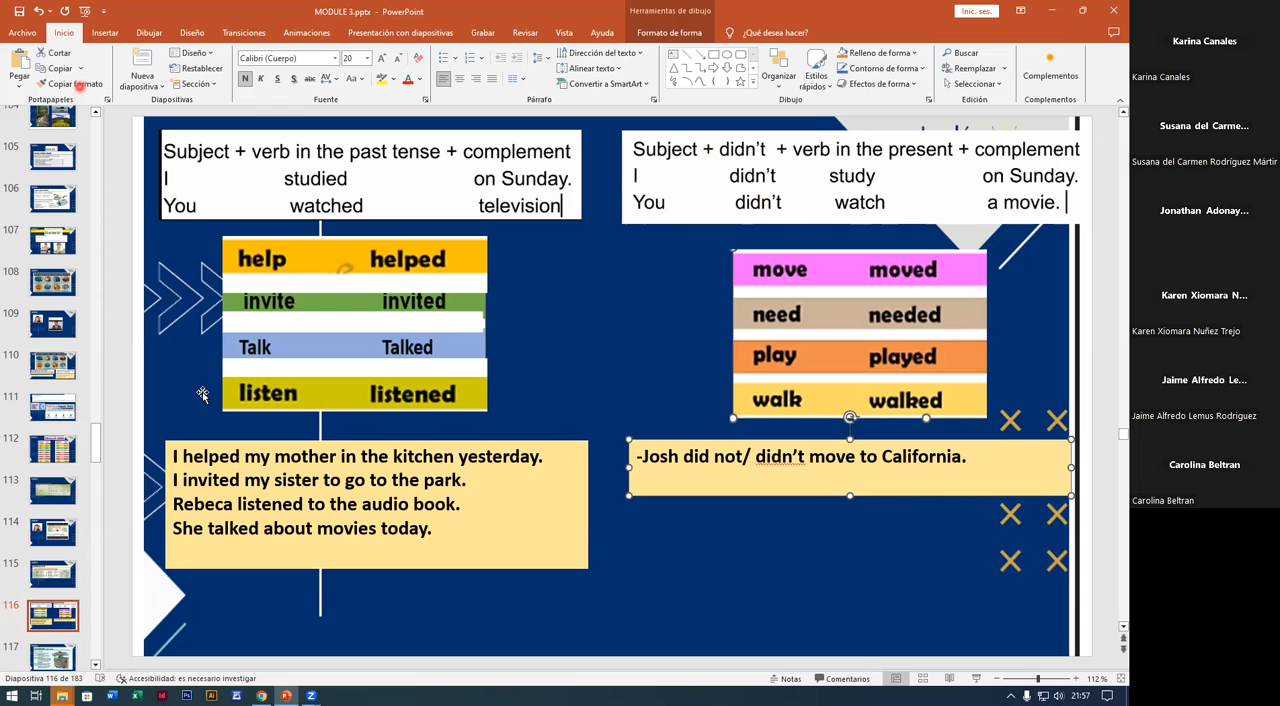 MODULE 3.pptx - PowerPoint
Herramientas de dibujo
Inic. ses.
Archivo Inicio Insertar Dibujar Diseño Transiciones Animaciones Presentación con diapositivas Grabar Revisar Vista Ayuda Formato de forma ¿Qué desea hacer?
Pegar
Cortar
Copiar
Copiar formato
Portapapeles
Nueva diapositiva
Diseño
Restablecer
Sección
Diapositivas
Calibri (Cuerpo) 20
N K S S abc AV Aa A
Fuente
Párrafo
Dirección del texto
Alinear texto
Convertir a SmartArt
Organizar
Estilos rápidos
Relleno de forma
Contorno de forma
Efectos de forma
Dibujo
Buscar
Reemplazar
Seleccionar
Edición
Complementos
Complementos
105
106
107
108
109
110
111
112
113
114
115
116
117
Subject + verb in the past tense + complement
I studied on Sunday.
You watched television
help helped
invite invited
Talk Talked
listen listened
I helped my mother in the kitchen yesterday.
I invited my sister to go to the park.
Rebeca listened to the audio book.
She talked about movies today.
Subject + didn’t + verb in the present + complement
I didn’t study on Sunday.
You didn’t watch a movie.
move moved
need needed
play played
walk walked
-Josh did not/ didn’t move to California.
Karina Canales
Karina Canales
Susana del Carme...
Susana del Carmen Rodríguez Mártir
Jonathan Adonay...
Karen Xiomara N...
Karen Xiomara Nuñez Trejo
Jaime Alfredo Le...
Jaime Alfredo Lemus Rodriguez
Carolina Beltran
Carolina Beltran
Diapositiva 116 de 183
Accesibilidad: es necesario investigar
Notas
Comentarios
112 %
21:57